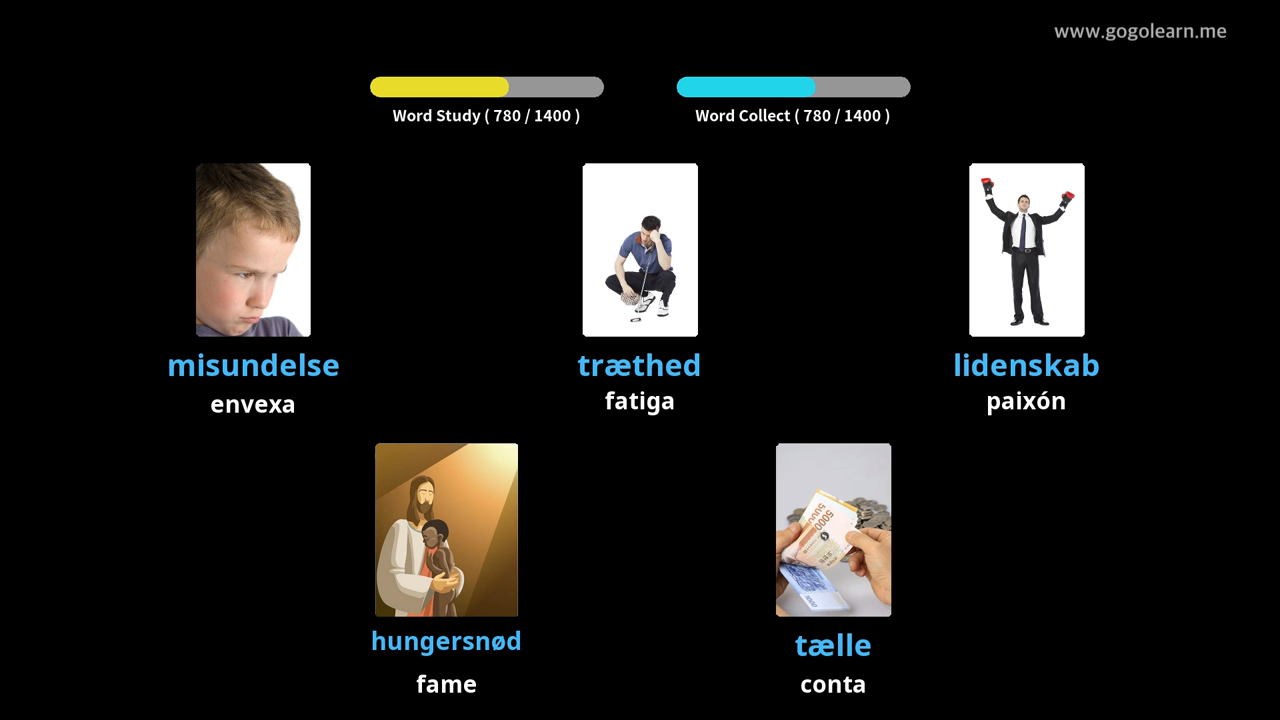 www.gogolearn.me
Word Study ( 780 / 1400 )
Word Collect ( 780 / 1400 )
misundelse
træthed
lidenskab
envexa
fatiga
paixón
5000
hungersnød
tælle
fame
conta